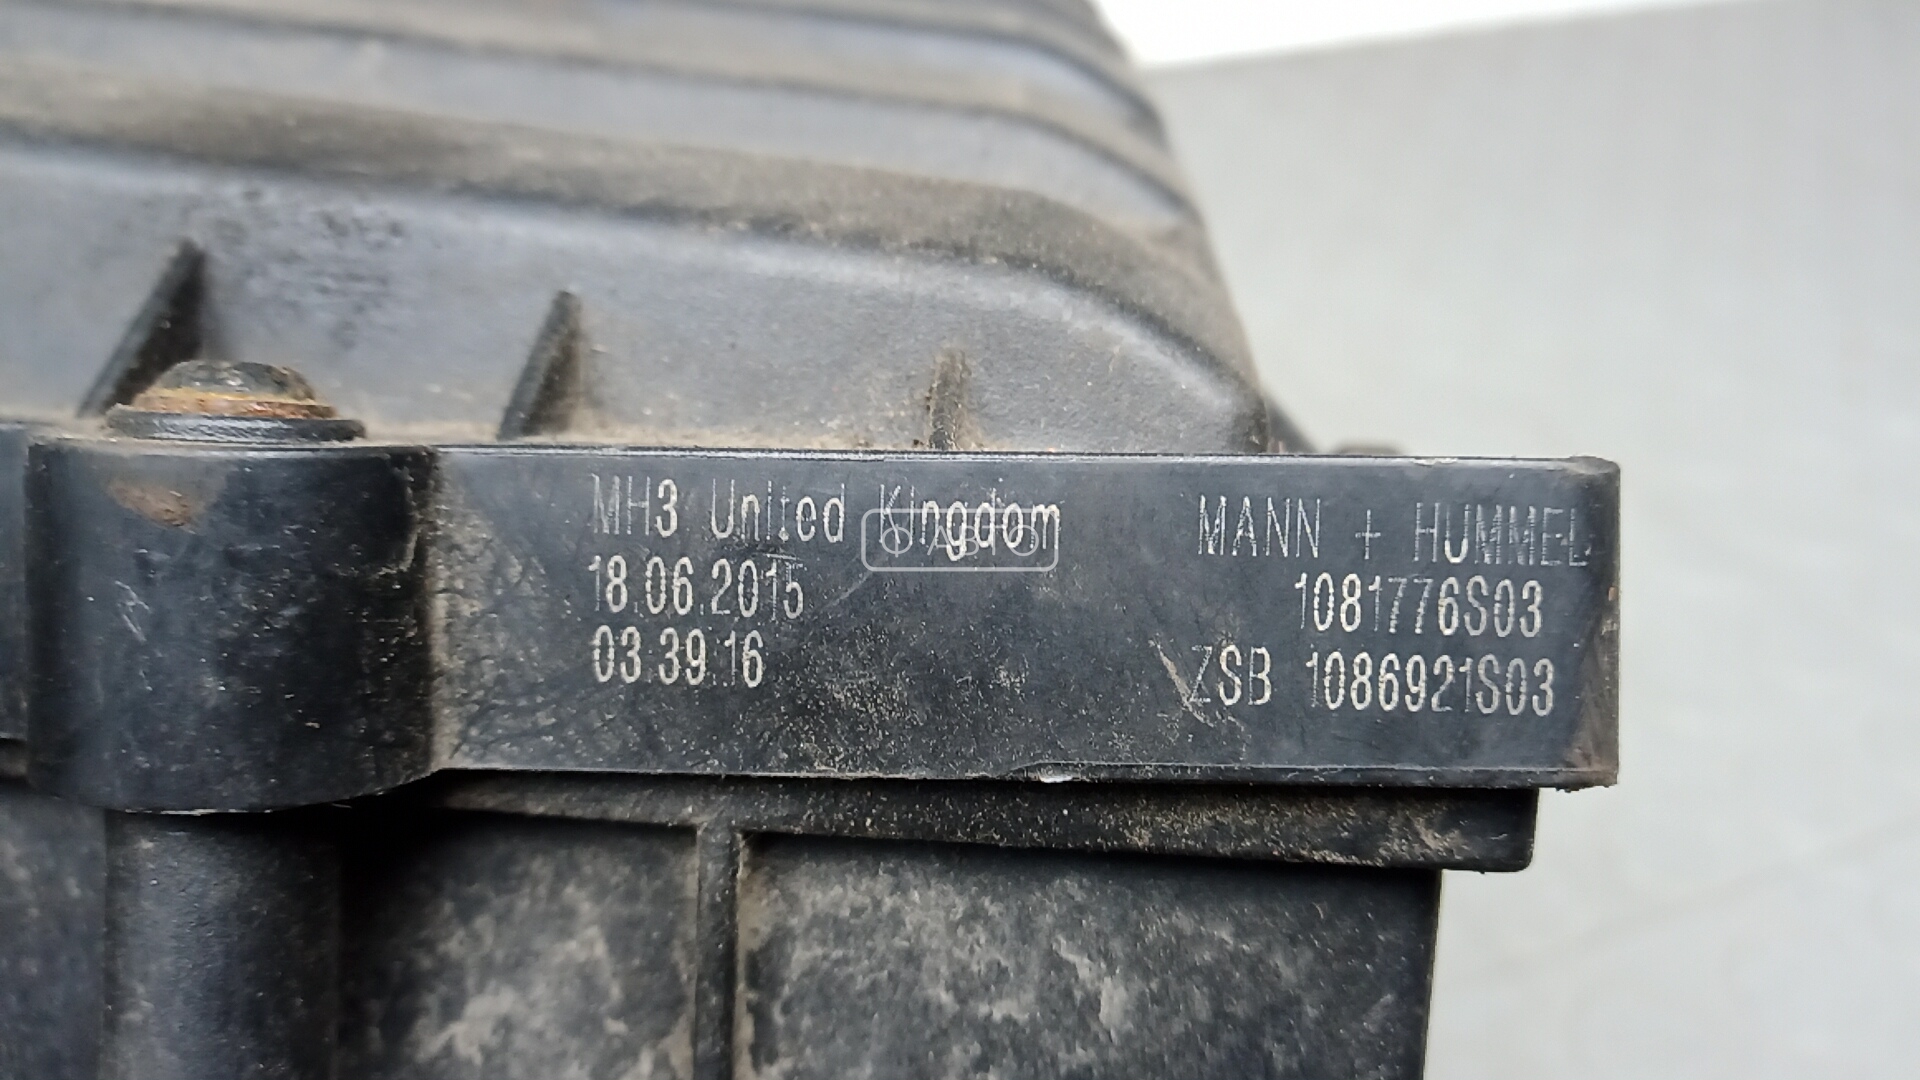 MH3 United Kingdom
18.06.2015
03:39:16
MANN + HUMMEL
1081776S03
ZSB 1086921S03